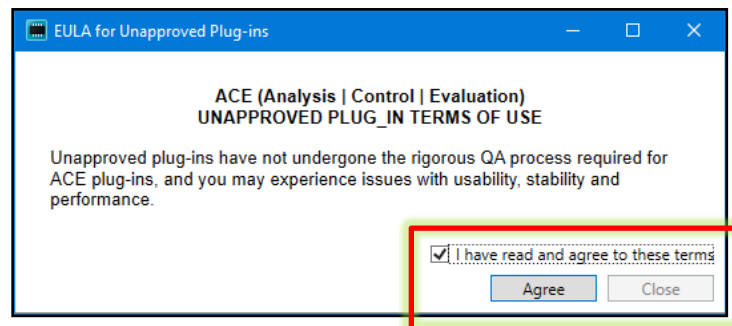 EULA for Unapproved Plug-ins
ACE (Analysis | Control | Evaluation)
UNAPPROVED PLUG_IN TERMS OF USE
Unapproved plug-ins have not undergone the rigorous QA process required for
ACE plug-ins, and you may experience issues with usability, stability and
performance.
I have read and agree to these terms
Agree
Close